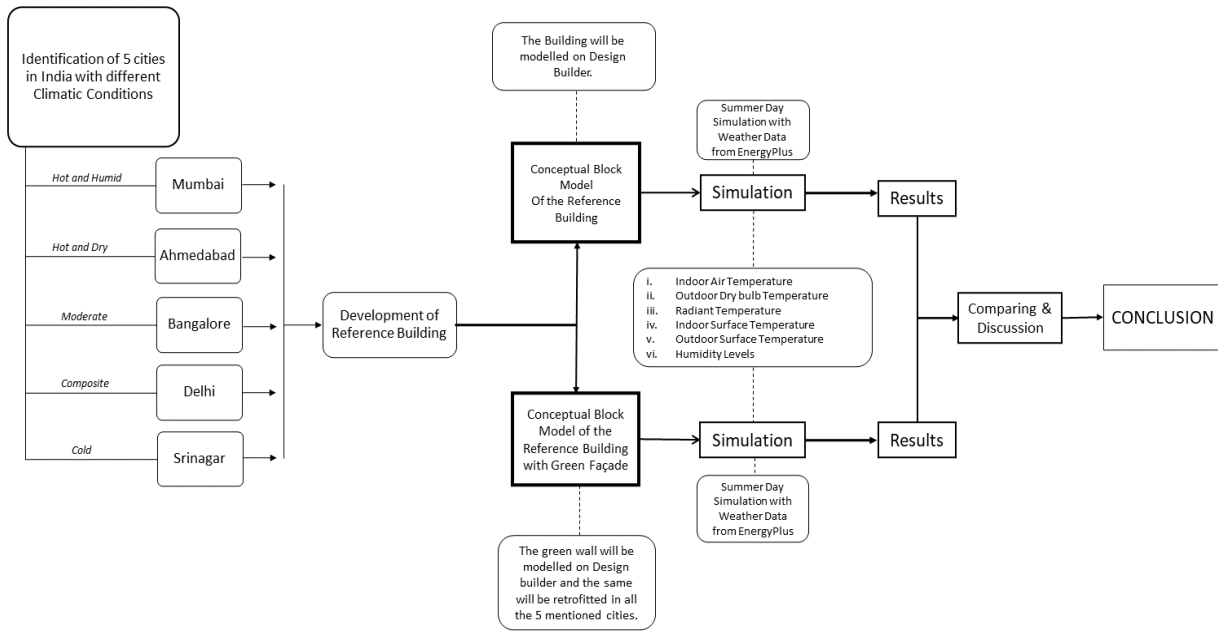 Identification of 5 cities
in India with different
Climatic Conditions
Hot and Humid
Mumbai
Hot and Dry
Ahmedabad
Moderate
Bangalore
Composite
Delhi
Cold
Srinagar
Development of
Reference Building
The Building will be
modelled on Design
Builder.
Conceptual Block
Model
Of the Reference
Building
Conceptual Block
Model of the
Reference Building
with Green Façade
The green wall will be
modelled on Design
builder and the same
will be retrofitted in all
the 5 mentioned cities.
Summer Day
Simulation with
Weather Data
from EnergyPlus
Simulation
i. Indoor Air Temperature
ii. Outdoor Dry bulb Temperature
iii. Radiant Temperature
iv. Indoor Surface Temperature
v. Outdoor Surface Temperature
vi. Humidity Levels
Simulation
Summer Day
Simulation with
Weather Data
from EnergyPlus
Results
Results
Comparing &
Discussion
CONCLUSION